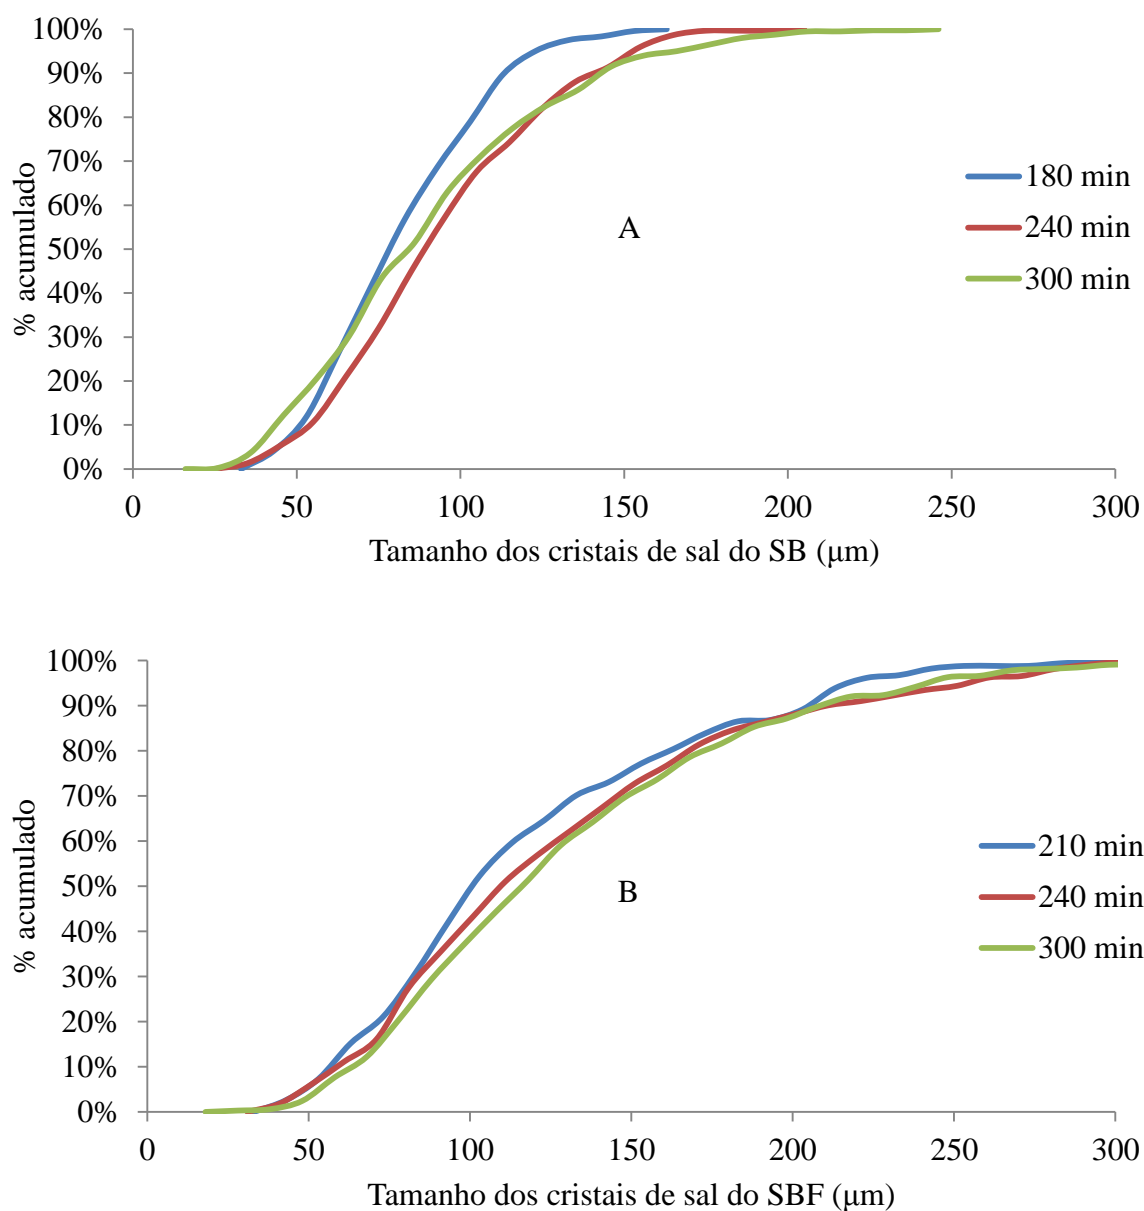 100%
90%
80%
70%
60%
50%
40%
30%
20%
10%
0%
% acumulado
A
180 min
240 min
300 min
0 50 100 150 200 250 300
Tamanho dos cristais de sal do SB (μm)
100%
90%
80%
70%
60%
50%
40%
30%
20%
10%
0%
% acumulado
B
210 min
240 min
300 min
0 50 100 150 200 250 300
Tamanho dos cristais de sal do SBF (μm)